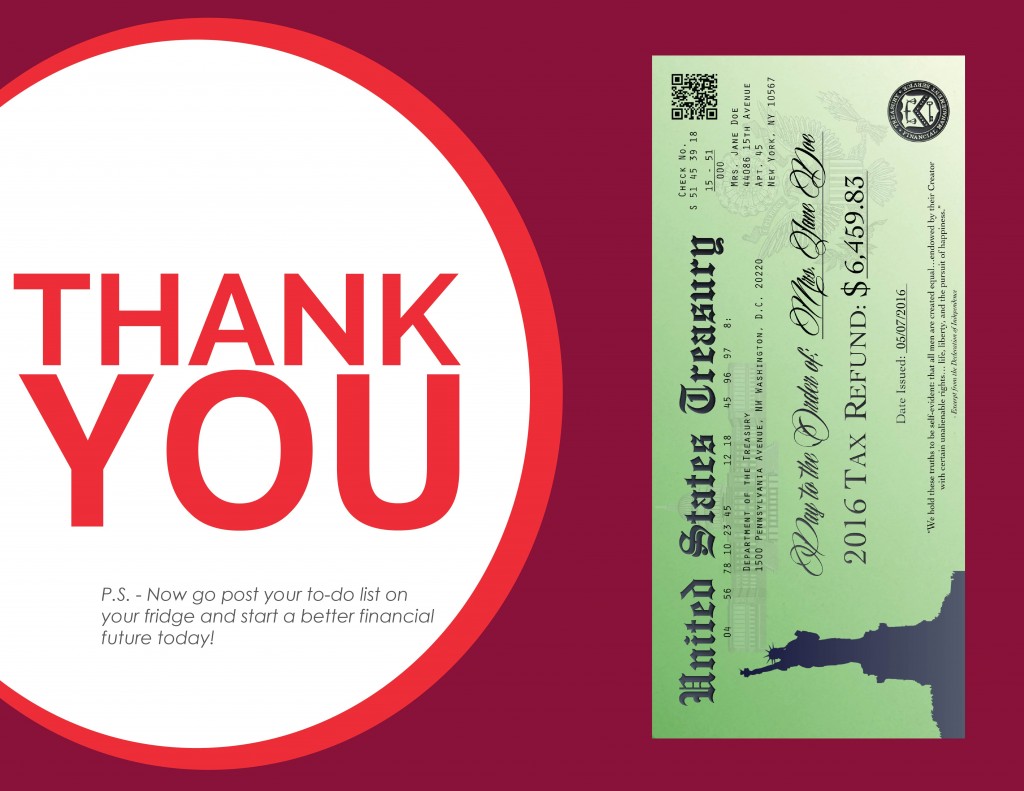 THANK
YOU
P.S. - Now go post your to-do list on
your fridge and start a better financial
future today!
United States Treasury
Check No.
S 51 45 39 18
15 - 51
000
04 56 78 10 23 45 12 18 45 96 97 8:
Department of the Treasury
1500 Pennsylvania Avenue, NW Washington, D.C. 20220
Mrs. Jane Doe
44086 15th Avenue
Apt. 45
New York, NY 10567
Pay to the Order of: Mrs. Jane Doe
2016 Tax Refund: $ 6,459.83
Date Issued: 05/07/2016
"We hold these truths to be self-evident: that all men are created equal...endowed by their Creator
with certain unalienable rights... life, liberty, and the pursuit of happiness."
- Excerpt from the Declaration of Independence